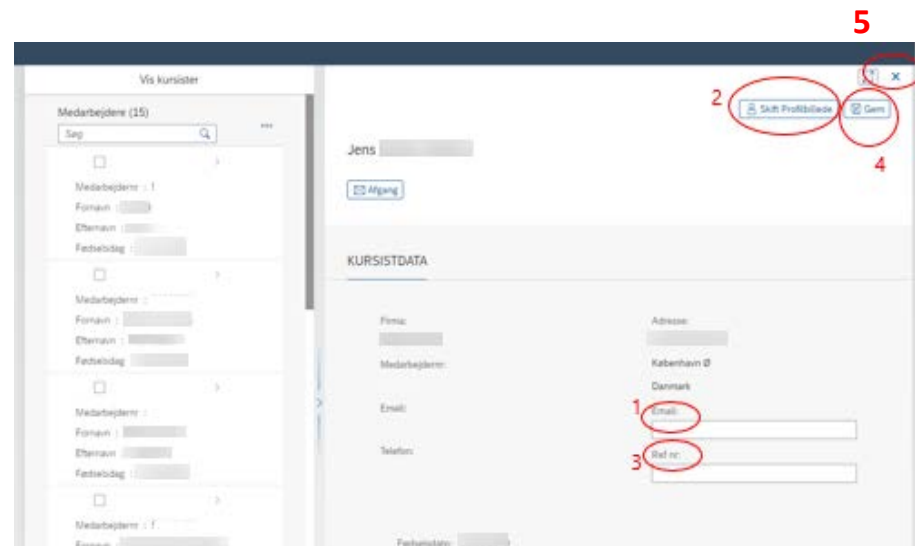 5
Vis kursister
Medarbejdere (15)
Søg
2
Skift Profilbillede
Gem
4
Jens
Afgang
Medarbejdernr :
Fornavn :
Efternavn :
Fødselsdag :
KURSISTDATA
Medarbejdernr :
Fornavn :
Efternavn :
Fødselsdag
Firma:
Adresse:
Medarbejdernr:
København Ø
Danmark
Medarbejdernr :
Fornavn :
Efternavn
Fødselsdag :
Email:
1
Email:
Telefon:
3
Ref nr:
Medarbejdernr :
Fornavn :
Fødselsdato: